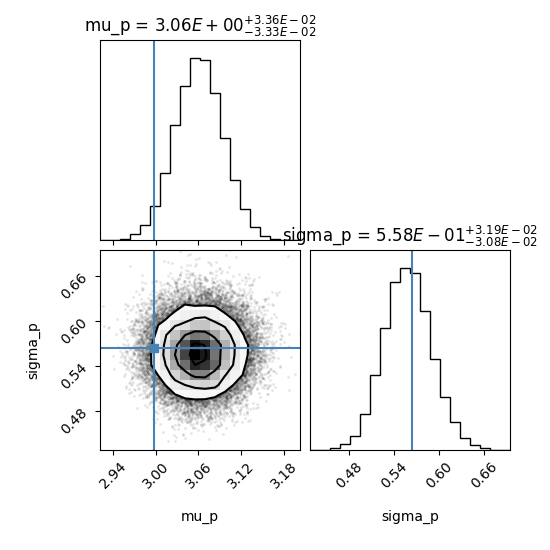 mu_p = 3.06E + 00+3.36E − 02 −3.33E − 02
sigma_p = 5.58E − 01+3.19E − 02 −3.08E − 02
0.66
0.60
0.54
0.48
sigma_p
2.94 3.00 3.06 3.12 3.18
0.48 0.54 0.60 0.66
mu_p
sigma_p